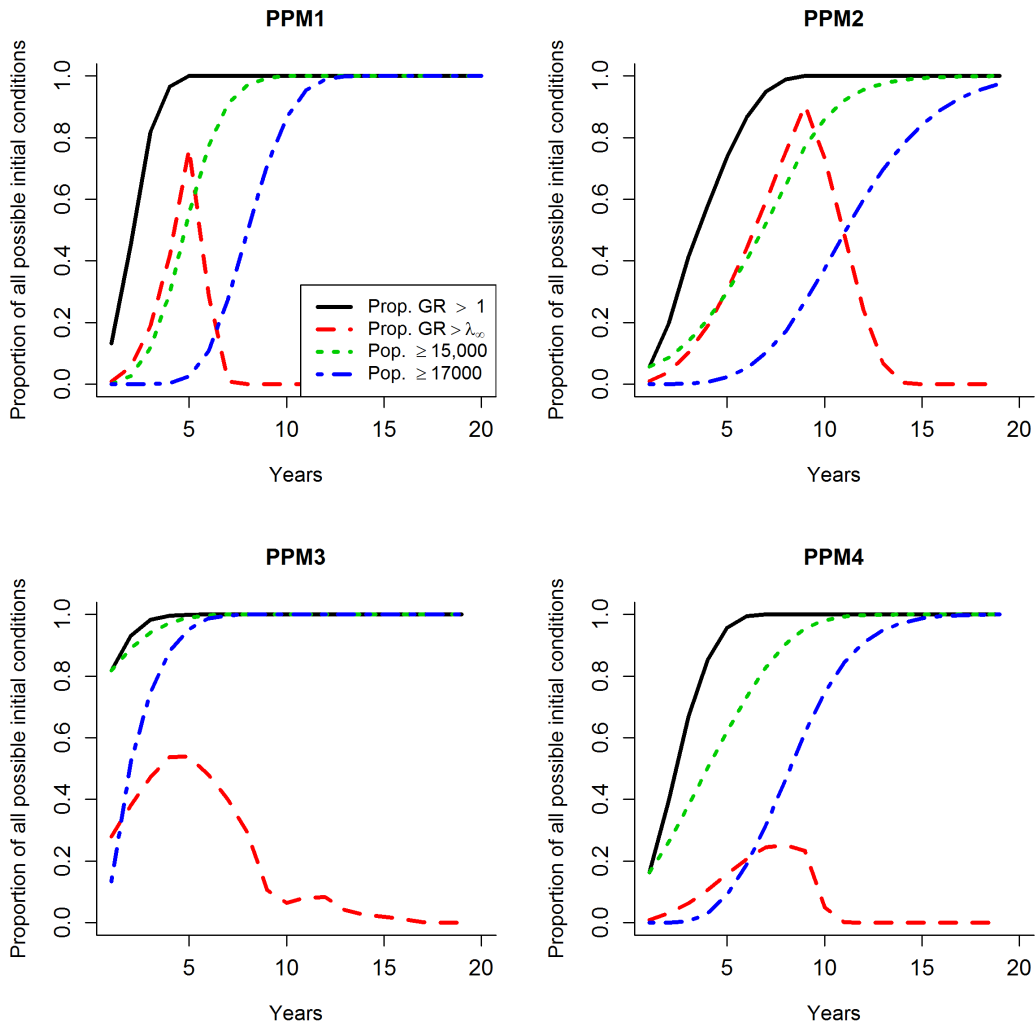 PPM1
Proportion of all possible initial conditions
0.0 0.2 0.4 0.6 0.8 1.0
Prop. GR > 1
Prop. GR > λ∞
Pop. ≥ 15,000
Pop. ≥ 17000
5 10 15 20
Years
PPM2
Proportion of all possible initial conditions
0.0 0.2 0.4 0.6 0.8 1.0
5 10 15 20
Years
PPM3
Proportion of all possible initial conditions
0.0 0.2 0.4 0.6 0.8 1.0
5 10 15 20
Years
PPM4
Proportion of all possible initial conditions
0.0 0.2 0.4 0.6 0.8 1.0
5 10 15 20
Years